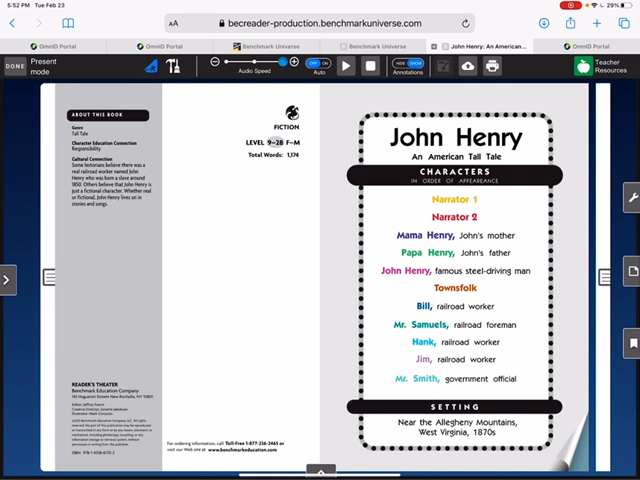 5:52 PM Tue Feb 23
29%
AA
becreader-production.benchmarkuniverse.com
OmniID Portal
OmniID Portal
Benchmark Universe
Benchmark Universe
John Henry: An American...
OmniID Portal
DONE
Present mode
Audio Speed
OFF ON
Auto
HIDE SHOW
Annotations
Teacher Resources
ABOUT THIS BOOK
Genre
Tall Tale
Character Education Connection
Responsibility
Cultural Connection
Some historians believe there was a
real railroad worker named John
Henry who was born a slave around
1850. Others believe that John Henry is
just a fictional character. Whether real
or fictional, John Henry lives on in
stories and songs.
READER'S THEATER
Benchmark Education Company
145 Huguenot Street • New Rochelle, NY 10801
FICTION
LEVEL 9–28 F–M
Total Words: 1,174
For ordering information, call Toll-Free 1-877-236-2465 or
visit our Web site at www.benchmarkeducation.com
John Henry
An American Tall Tale
CHARACTERS
IN ORDER OF APPEARANCE
Narrator 1
Narrator 2
Mama Henry, John's mother
Papa Henry, John's father
John Henry, famous steel-driving man
Townsfolk
Bill, railroad worker
Mr. Samuels, railroad foreman
Hank, railroad worker
Jim, railroad worker
Mr. Smith, government official
SETTING
Near the Allegheny Mountains,
West Virginia, 1870s